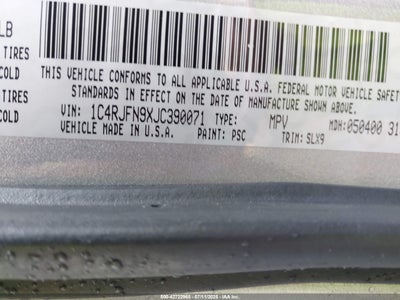 LB
TIRES
COLD
TIRES
COLD
THIS VEHICLE CONFORMS TO ALL APPLICABLE U.S.A. FEDERAL MOTOR VEHICLE SAFETY
STANDARDS IN EFFECT ON THE DATE OF MANUFACTURE SHOWN ABOVE.
VIN: 1C4RJFN9XJC390071 TYPE: MPV MDH:050400 31
VEHICLE MADE IN U.S.A. PAINT: PSC TRIM: SLX9